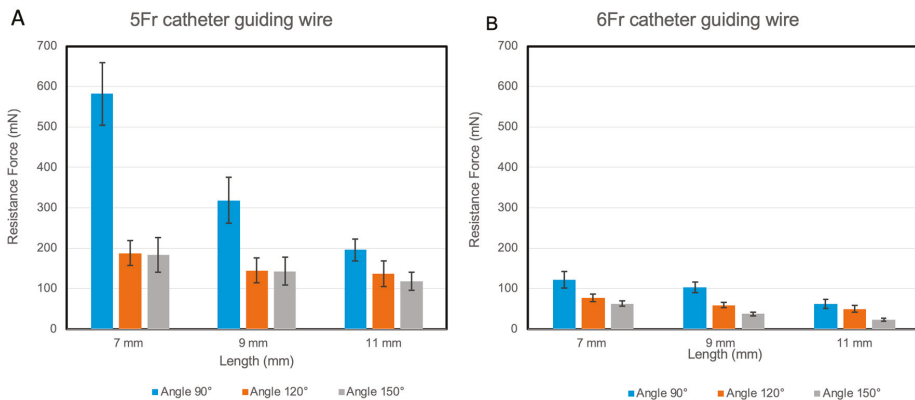 A
5Fr catheter guiding wire
Resistance Force (mN)
700
600
500
400
300
200
100
0
7 mm
9 mm
11 mm
Length (mm)
Angle 90°
Angle 120°
Angle 150°
B
6Fr catheter guiding wire
Resistance Force (mN)
700
600
500
400
300
200
100
0
7 mm
9 mm
11 mm
Length (mm)
Angle 90°
Angle 120°
Angle 150°